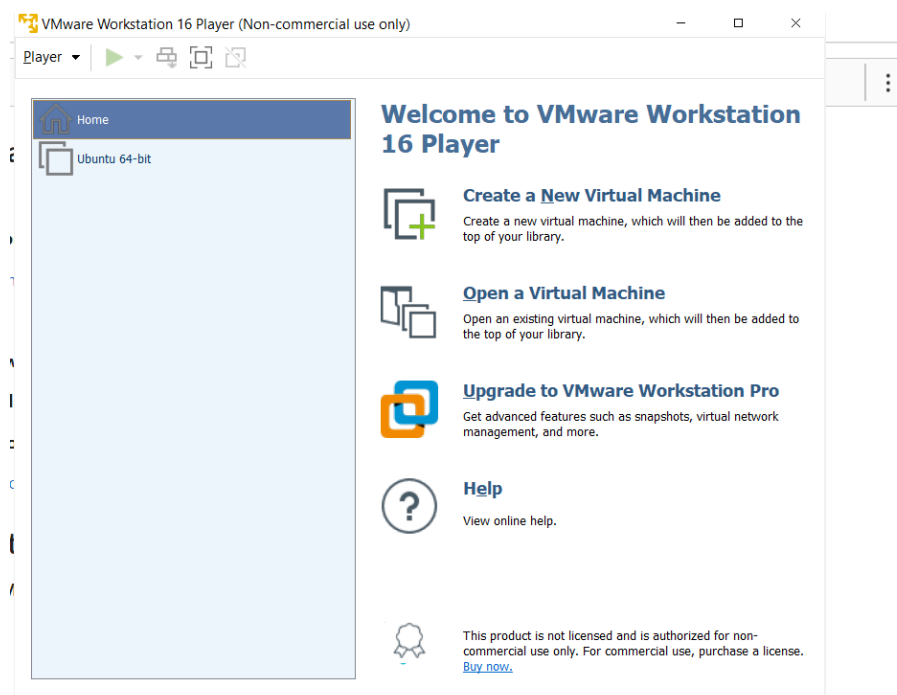 VMware Workstation 16 Player (Non-commercial use only)
Player
Home
Ubuntu 64-bit
Welcome to VMware Workstation
16 Player
Create a New Virtual Machine
Create a new virtual machine, which will then be added to the
top of your library.
Open a Virtual Machine
Open an existing virtual machine, which will then be added to
the top of your library.
Upgrade to VMware Workstation Pro
Get advanced features such as snapshots, virtual network
management, and more.
Help
View online help.
This product is not licensed and is authorized for non-
commercial use only. For commercial use, purchase a license.
Buy now.